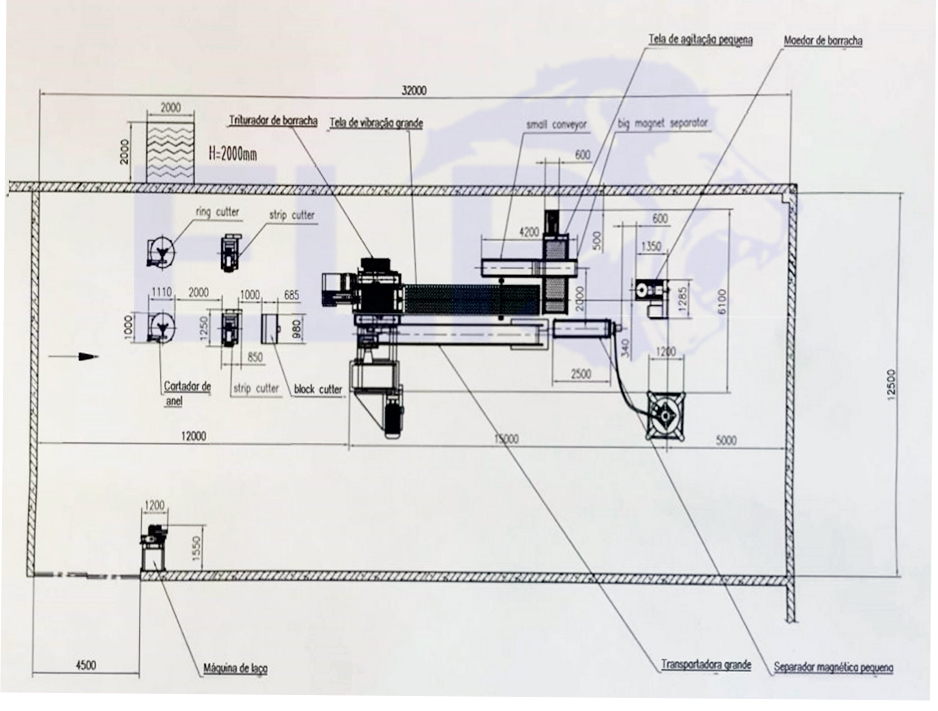 Tela de agitação pequena
Moedor de borracha
32000
2000
Triturador de borracha
Tela de vibração grande
small conveyor
big magnet separator
2000
H=2000mm
600
ring cutter
strip cutter
4200
500
600
1350
1110
2000
1000
685
2000
1285
6100
1000
1250
980
340
850
2500
1200
12500
Cortador de
anel
strip cutter
block cutter
12000
15000
5000
1200
1550
4500
Máquina de laço
Transportadora grande
Separador magnético pequeno